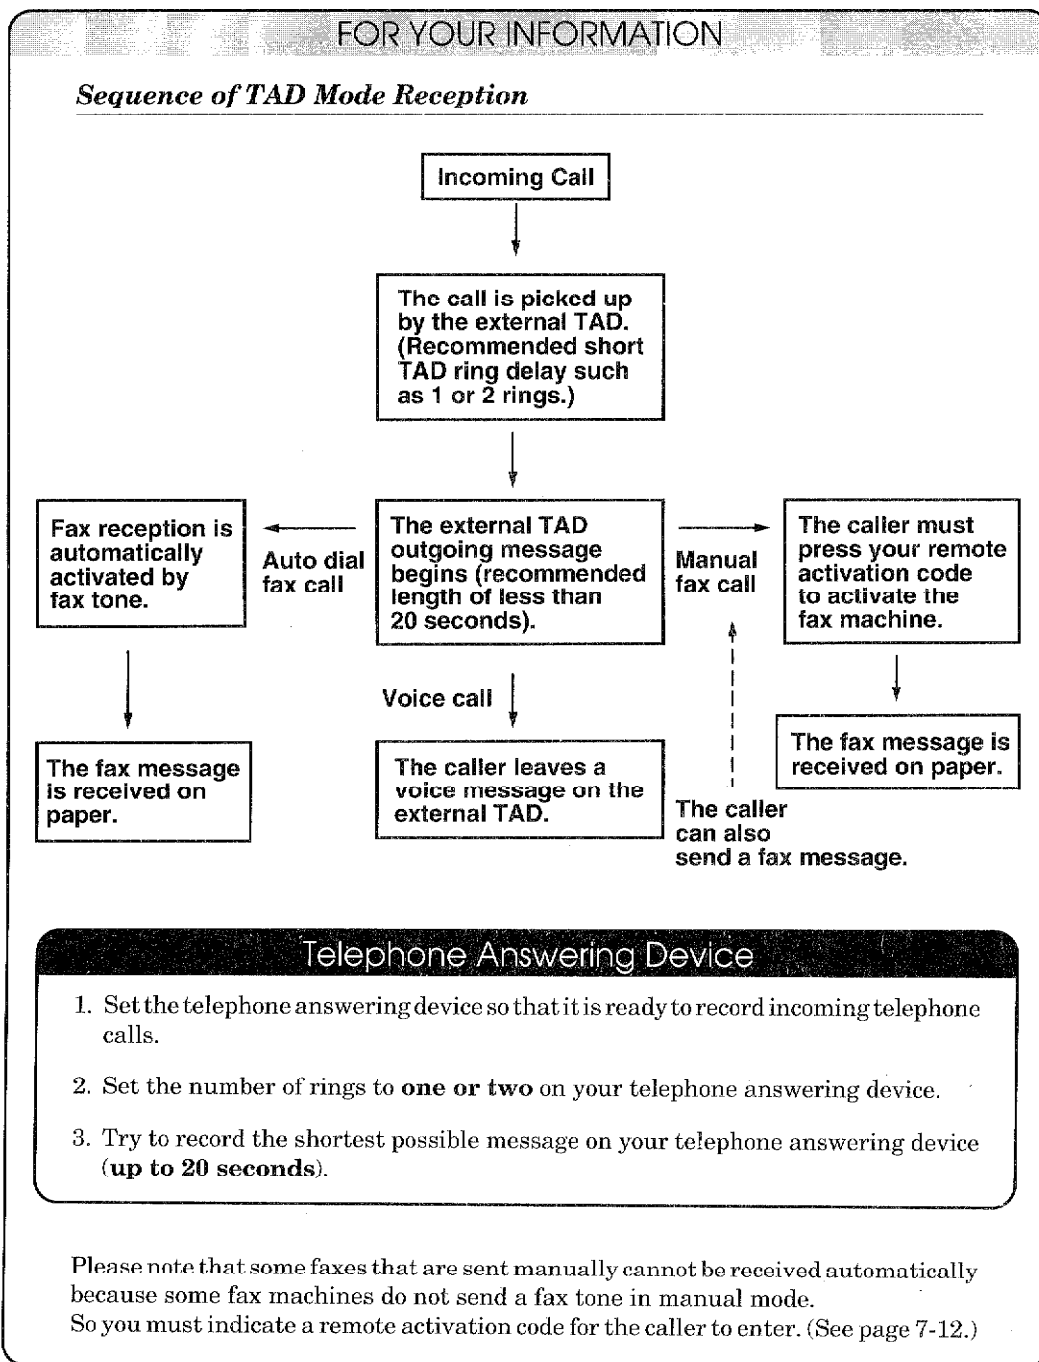 FOR YOUR INFORMATION
Sequence of TAD Mode Reception
Incoming Call
The call is picked up
by the external TAD.
(Recommended short
TAD ring delay such
as 1 or 2 rings.)
Fax reception is
automatically
activated by
fax tone.
Auto dial
fax call
The external TAD
outgoing message
begins (recommended
length of less than
20 seconds).
Manual
fax call
The caller must
press your remote
activation code
to activate the
fax machine.
Voice call
The fax message
is received on
paper.
The caller leaves a
voice message on the
external TAD.
The fax message is
received on paper.
The caller
can also
send a fax message.
Telephone Answering Device
1. Set the telephone answering device so that it is ready to record incoming telephone
calls.
2. Set the number of rings to one or two on your telephone answering device.
3. Try to record the shortest possible message on your telephone answering device
(up to 20 seconds).
Please note that some faxes that are sent manually cannot be received automatically
because some fax machines do not send a fax tone in manual mode.
So you must indicate a remote activation code for the caller to enter. (See page 7-12.)